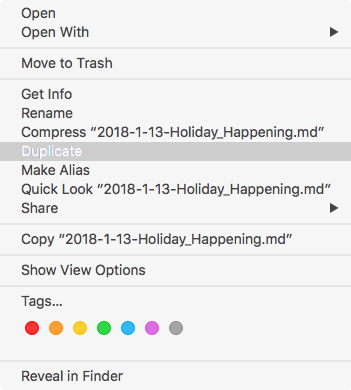 Open
Open With
Move to Trash
Get Info
Rename
Compress “2018-1-13-Holiday_Happening.md”
Duplicate
Make Alias
Quick Look “2018-1-13-Holiday_Happening.md”
Share
Copy “2018-1-13-Holiday_Happening.md”
Show View Options
Tags...
Reveal in Finder